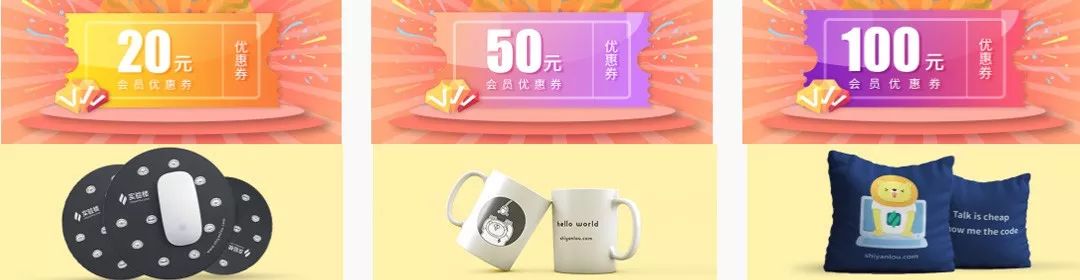 20元
会员优惠券
优惠券
50元
会员优惠券
优惠券
100元
会员优惠券
优惠券
实验楼
hello world
shiyanlou.com
shiyanlou.com
Talk is cheap
how me the code